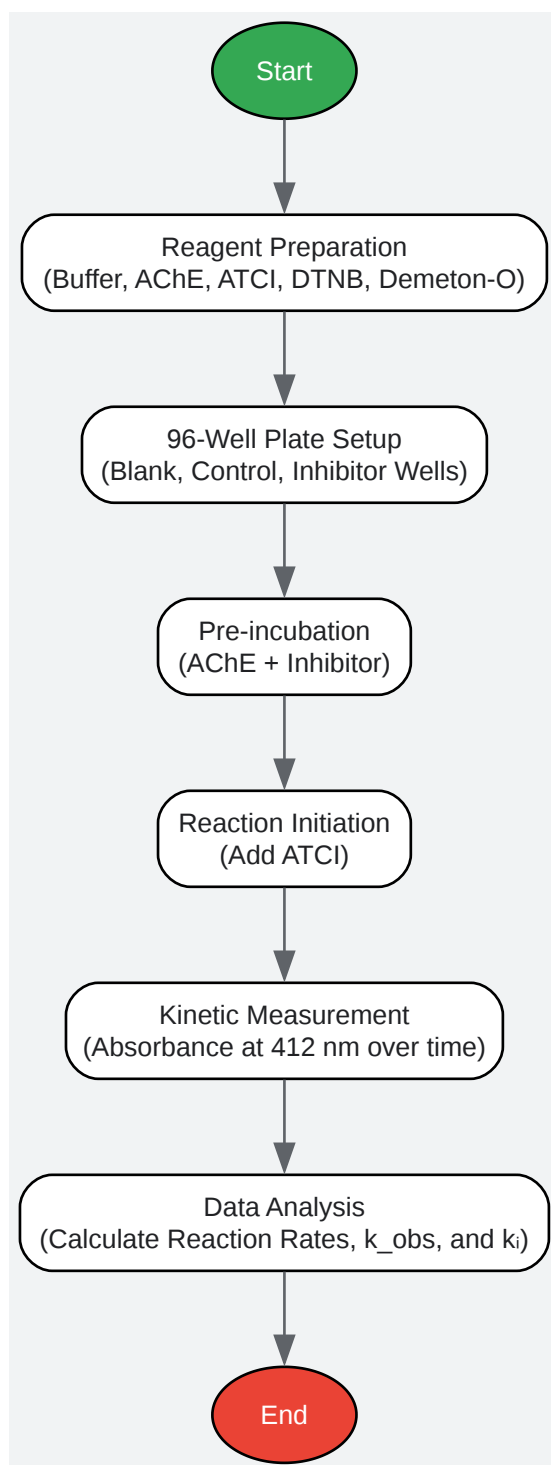 Start
Reagent Preparation
(Buffer, AChE, ATCI, DTNB, Demeton-O)
96-Well Plate Setup
(Blank, Control, Inhibitor Wells)
Pre-incubation
(AChE + Inhibitor)
Reaction Initiation
(Add ATCI)
Kinetic Measurement
(Absorbance at 412 nm over time)
Data Analysis
(Calculate Reaction Rates, k_obs, and kᵢ)
End